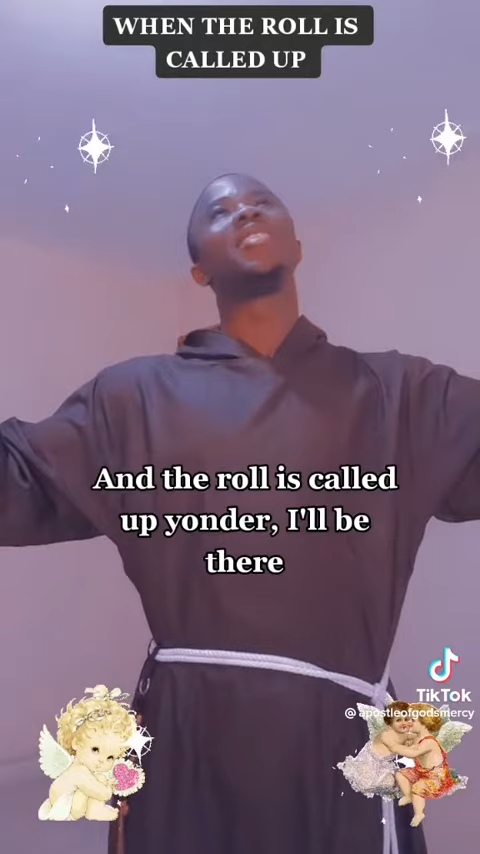 WHEN THE ROLL IS
CALLED UP
And the roll is called
up yonder, I'll be
there
TikTok
@apostleofgodsmercy